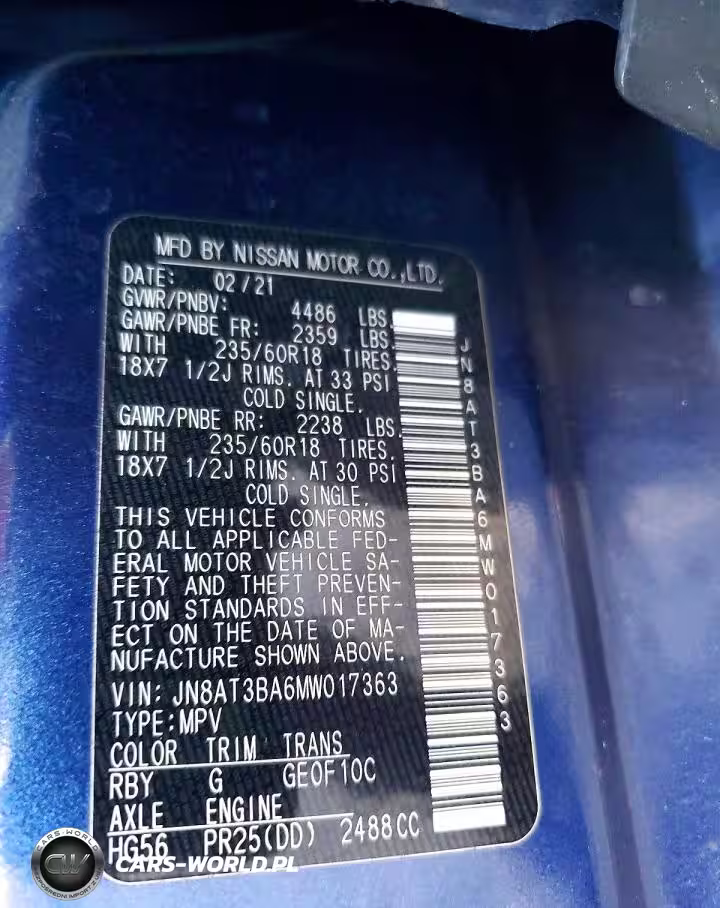 MFD BY NISSAN MOTOR CO.,LTD.
DATE: 02/21
GVWR/PNBV: 4486 LBS.
GAWR/PNBE FR: 2359 LBS.
WITH 235/60R18 TIRES.
18X7 1/2J RIMS. AT 33 PSI
COLD SINGLE.
GAWR/PNBE RR: 2238 LBS.
WITH 235/60R18 TIRES.
18X7 1/2J RIMS. AT 30 PSI
COLD SINGLE.
THIS VEHICLE CONFORMS
TO ALL APPLICABLE FED-
ERAL MOTOR VEHICLE SA-
FETY AND THEFT PREVEN-
TION STANDARDS IN EFF-
ECT ON THE DATE OF MA-
NUFACTURE SHOWN ABOVE.
VIN: JN8AT3BA6MW017363
TYPE:MPV
COLOR TRIM TRANS
RBY G GE0F10C
AXLE ENGINE
HG56 PR25(DD) 2488CC
JN8AT3BA6MW017363
CARS-WORLD
CW
CARS-WORLD.PL